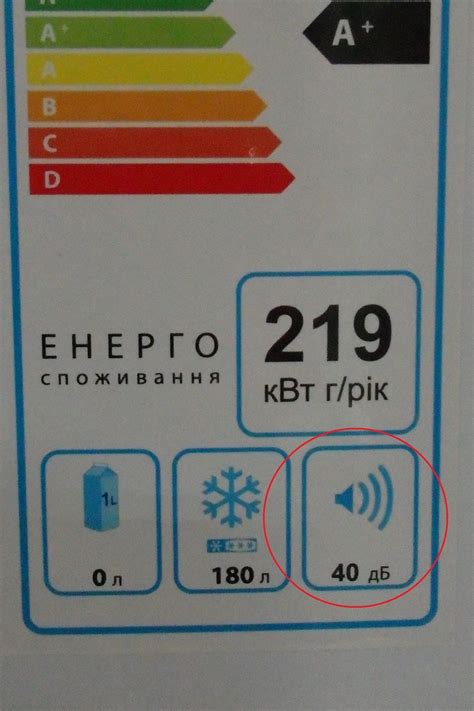 A+
A+
A
B
C
D
219
ЕНЕРГО
споживання
кВт г/рік
1L
0 л
180 л
40 дБ